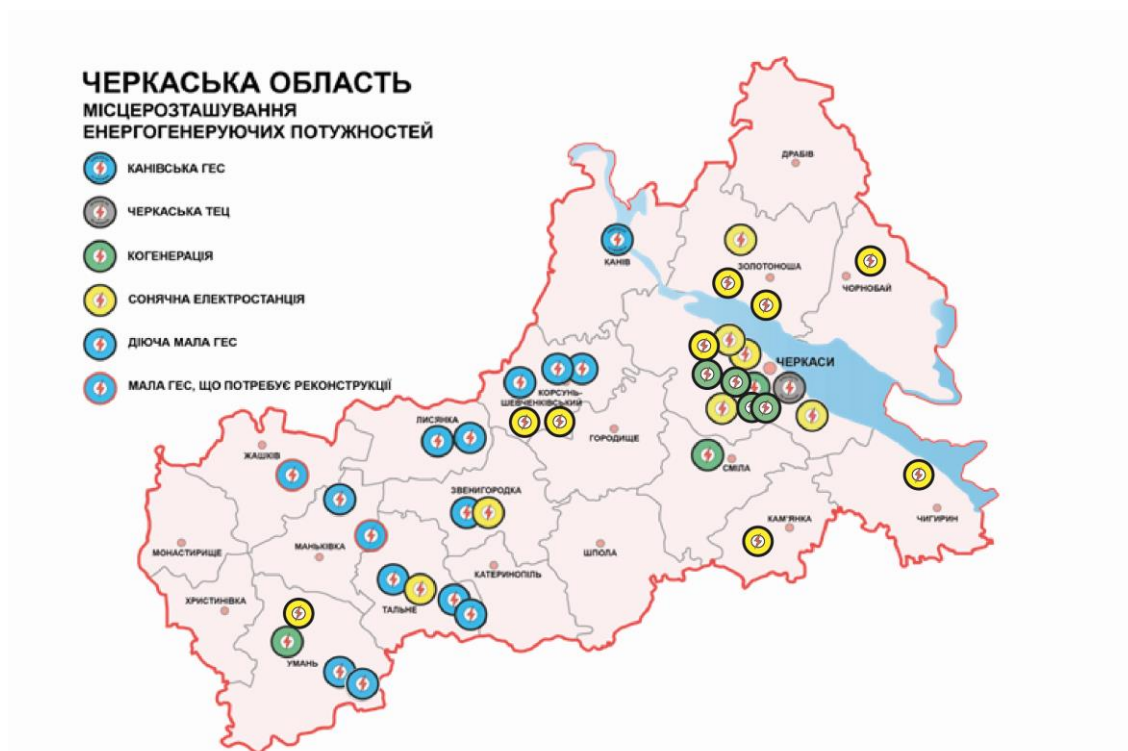 ЧЕРКАСЬКА ОБЛАСТЬ
МІСЦЕРОЗТАШУВАННЯ
ЕНЕРГОГЕНЕРУЮЧИХ ПОТУЖНОСТЕЙ
КАНІВСЬКА ГЕС
ЧЕРКАСЬКА ТЕЦ
КОГЕНЕРАЦІЯ
СОНЯЧНА ЕЛЕКТРОСТАНЦІЯ
ДІЮЧА МАЛА ГЕС
МАЛА ГЕС, ЩО ПОТРЕБУЄ РЕКОНСТРУКЦІЇ
ДРАБІВ
КАНІВ
ЗОЛОТОНОША
ЧОРНОБАЙ
ЧЕРКАСИ
КОРСУНЬ-
ШЕВЧЕНКІВСЬКИЙ
ЛИСЯНКА
ГОРОДИЩЕ
ЖАШКІВ
СМІЛА
ЗВЕНИГОРОДКА
КАМ'ЯНКА
ЧИГИРИН
МОНАСТИРИЩЕ
МАНЬКІВКА
ШПОЛА
КАТЕРИНОПІЛЬ
ХРИСТИНІВКА
ТАЛЬНЕ
УМАНЬ